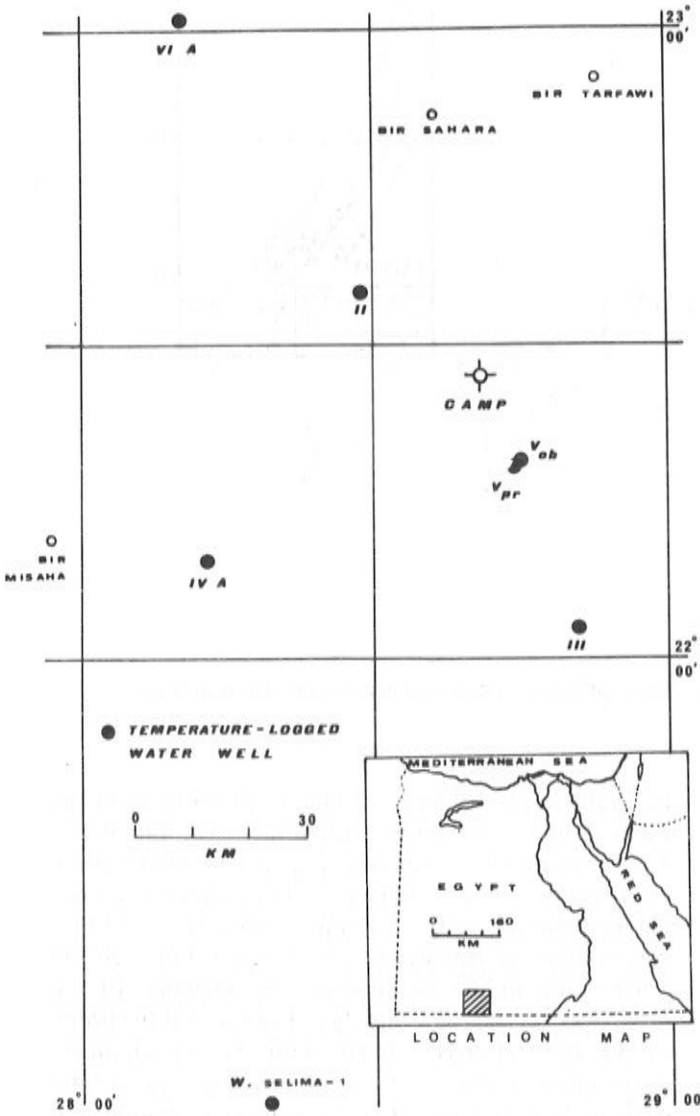 23°
00'
VI A
BIR TARFAWI
BIR SAHARA
II
CAMP
Vob
Vpr
BIR
MISAHA
IV A
III
22°
00'
TEMPERATURE-LOGGED
WATER WELL
0 30
KM
MEDITERRANEAN SEA
EGYPT
RED
SEA
0 160
KM
LOCATION MAP
W. SELIMA-1
28° 00'
29° 00